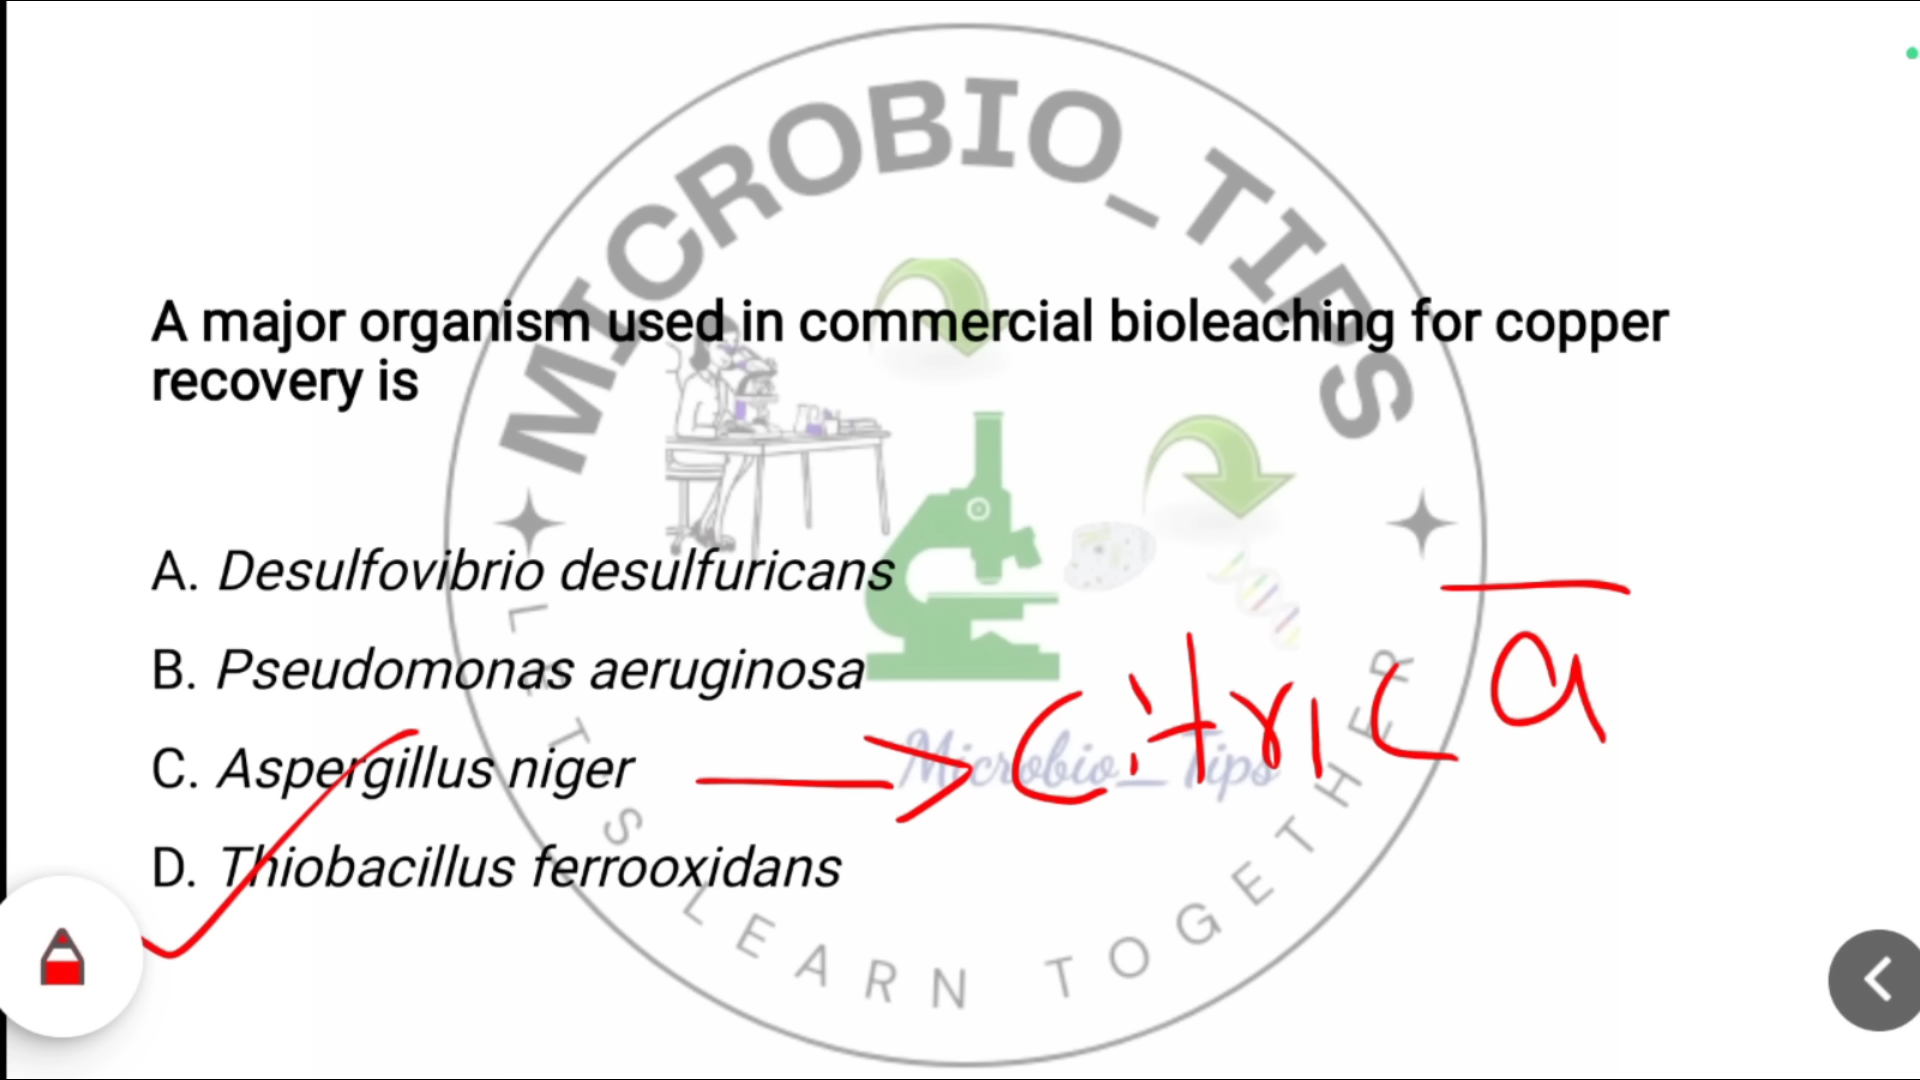 MICROBIO_TIPS
A major organism used in commercial bioleaching for copper
recovery is
A. Desulfovibrio desulfuricans
B. Pseudomonas aeruginosa
C. Aspergillus niger
citric a
D. Thiobacillus ferrooxidans
Microbio_Tips
LET'S LEARN TOGETHER